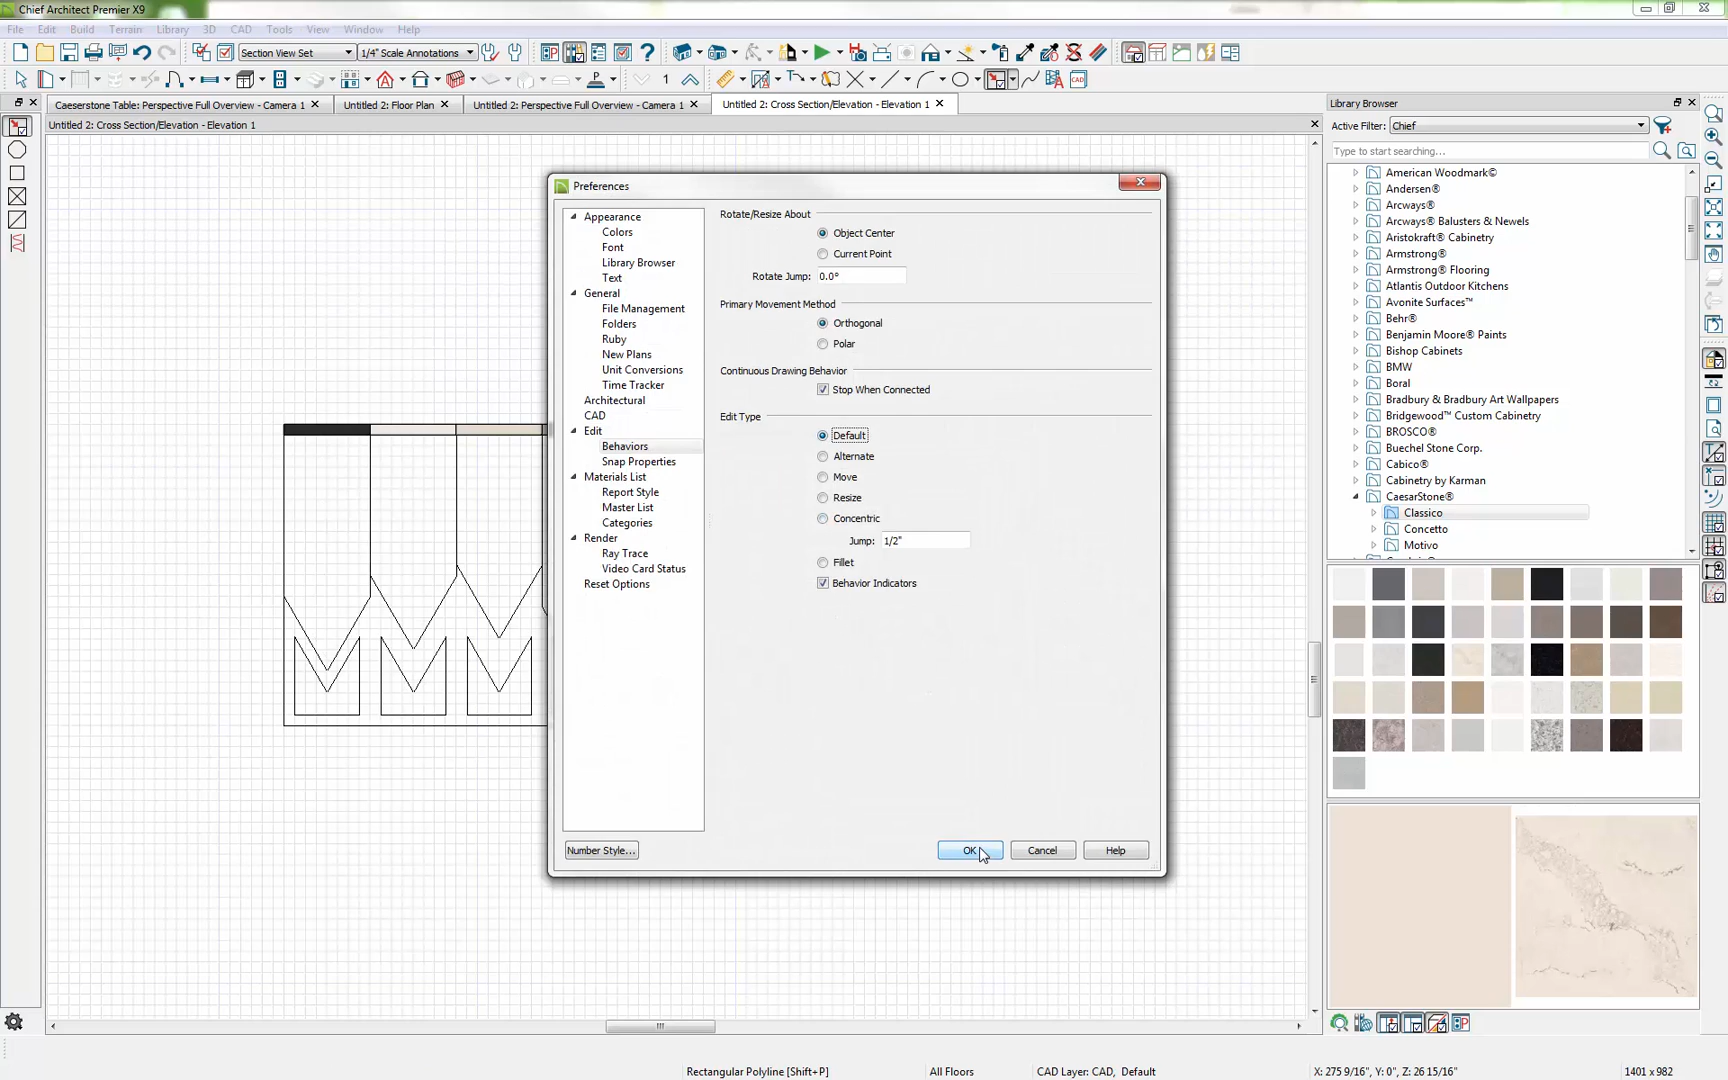 Chief Architect Premier X9
File Edit Build Terrain Library 3D CAD Tools View Window Help
Section View Set
1/4" Scale Annotations
1
Caeserstone Table: Perspective Full Overview - Camera 1
Untitled 2: Floor Plan
Untitled 2: Perspective Full Overview - Camera 1
Untitled 2: Cross Section/Elevation - Elevation 1
Untitled 2: Cross Section/Elevation - Elevation 1
Preferences
Appearance
Colors
Font
Library Browser
Text
General
File Management
Folders
Ruby
New Plans
Unit Conversions
Time Tracker
Architectural
CAD
Edit
Behaviors
Snap Properties
Materials List
Report Style
Master List
Categories
Render
Ray Trace
Video Card Status
Reset Options
Rotate/Resize About
Object Center
Current Point
Rotate Jump: 0.0°
Primary Movement Method
Orthogonal
Polar
Continuous Drawing Behavior
Stop When Connected
Edit Type
Default
Alternate
Move
Resize
Concentric
Jump: 1/2"
Fillet
Behavior Indicators
Number Style...
OK
Cancel
Help
Library Browser
Active Filter: Chief
Type to start searching...
American Woodmark©
Andersen®
Arcways®
Arcways® Balusters & Newels
Aristokraft® Cabinetry
Armstrong®
Armstrong® Flooring
Atlantis Outdoor Kitchens
Avonite Surfaces™
Behr®
Benjamin Moore® Paints
Bishop Cabinets
BMW
Boral
Bradbury & Bradbury Art Wallpapers
Bridgewood™ Custom Cabinetry
BROSCO®
Buechel Stone Corp.
Cabico®
Cabinetry by Karman
CaesarStone®
Classico
Concetto
Motivo
Rectangular Polyline [Shift+P]
All Floors
CAD Layer: CAD, Default
X: 275 9/16", Y: 0", Z: 26 15/16"
1401 x 982